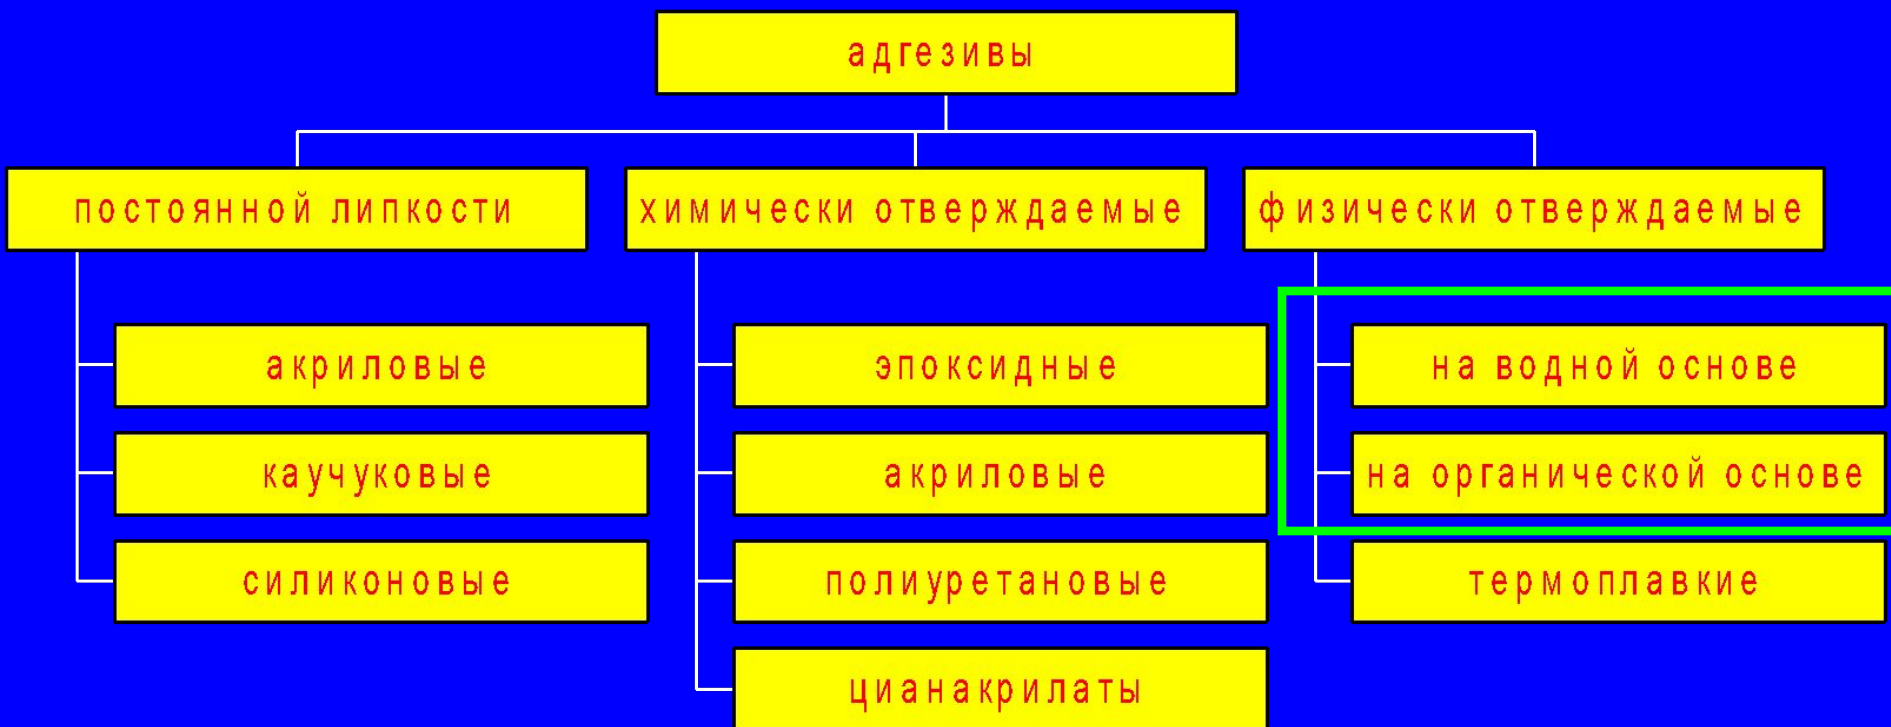 адгезивы
постоянной липкости
химически отверждаемые
физически отверждаемые
акриловые
каучуковые
силиконовые
эпоксидные
акриловые
полиуретановые
цианакрилаты
на водной основе
на органической основе
термоплавкие